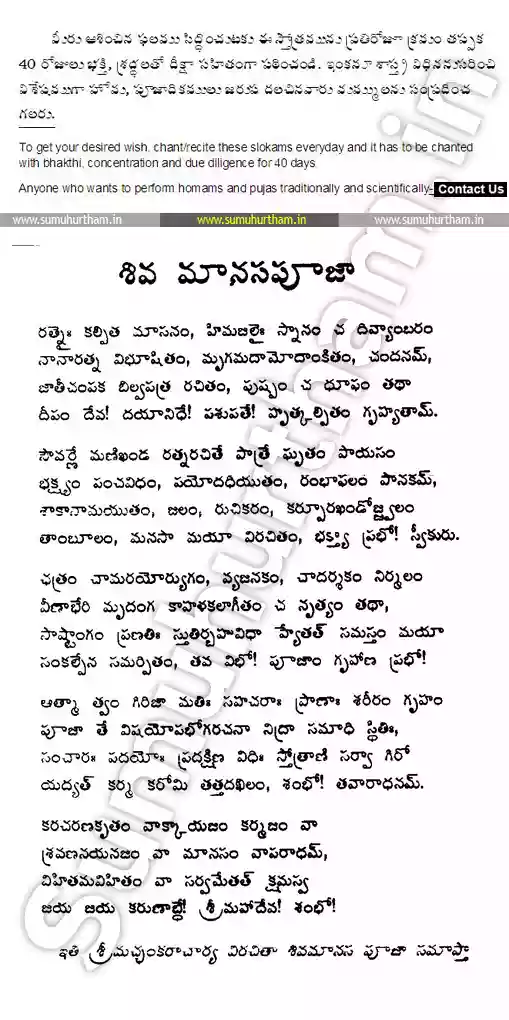 మీరు ఆశించిన ఫలము సిద్ధించుటకు ఈ స్తోత్రమును ప్రతిరోజూ క్రమం తప్పక
40 రోజులు భక్తి, శ్రద్ధలతో దీక్షా సహితంగా పఠించండి. ఇంకనూ శాస్త్ర విధిననుసరించి
విశేషముగా హోమ, పూజాదికములు జరుప దలచినవారు మమ్ములను సంప్రదించ
గలరు.
To get your desired wish, chant/recite these slokams everyday and it has to be chanted
with bhakthi, concentration and due diligence for 40 days.
Anyone who wants to perform homams and pujas traditionally and scientifically- Contact Us
www.sumuhurtham.in www.sumuhurtham.in www.sumuhurtham.in
శివ మానసపూజా
రత్నైః కల్పిత మాసనం, హిమజలైః స్నానం చ దివ్యాంబరం
నానారత్న విభూషితం, మృగమదామోదాంకితం, చందనమ్,
జాతీచంపక బిల్వపత్ర రచితం, పుష్పం చ ధూపం తథా
దీపం దేవ! దయానిధే! పశుపతే! హృత్కల్పితం గృహ్యతామ్.
సౌవర్ణే మణిఖండ రత్నరచితే పాత్రే ఘృతం పాయసం
భక్ష్యం పంచవిధం, పయోదధియుతం, రంభాఫలం పానకమ్,
శాకానామయుతం, జలం, రుచికరం, కర్పూరఖండోజ్జ్వలం
తాంబూలం, మనసా మయా విరచితం, భక్త్యా ప్రభో! స్వీకురు.
ఛత్రం చామరయోర్యుగం, వ్యజనకం, చాదర్శకం నిర్మలం
వీణాభేరి మృదంగ కాహళకలాగీతం చ నృత్యం తథా,
సాష్టాంగం ప్రణతిః స్తుతిర్బహువిధా హ్యేతత్ సమస్తం మయా
సంకల్పేన సమర్పితం, తవ విభో! పూజాం గృహాణ ప్రభో!
ఆత్మా త్వం గిరిజా మతిః సహచరాః ప్రాణాః శరీరం గృహం
పూజా తే విషయోపభోగరచనా నిద్రా సమాధి స్థితిః,
సంచారః పదయోః ప్రదక్షిణ విధిః స్తోత్రాణి సర్వా గిరో
యద్యత్ కర్మ కరోమి తత్తదఖిలం, శంభో! తవారాధనమ్.
కరచరణకృతం వాక్కాయజం కర్మజం వా
శ్రవణనయనజం వా మానసం వాపరాధమ్,
విహితమవిహితం వా సర్వమేతత్ క్షమస్వ
జయ జయ కరుణాబ్ధే! శ్రీమహాదేవ! శంభో!
ఇతి శ్రీమచ్ఛంకరాచార్య విరచితా శివమానస పూజా సమాప్తా
sumuhurtham.in